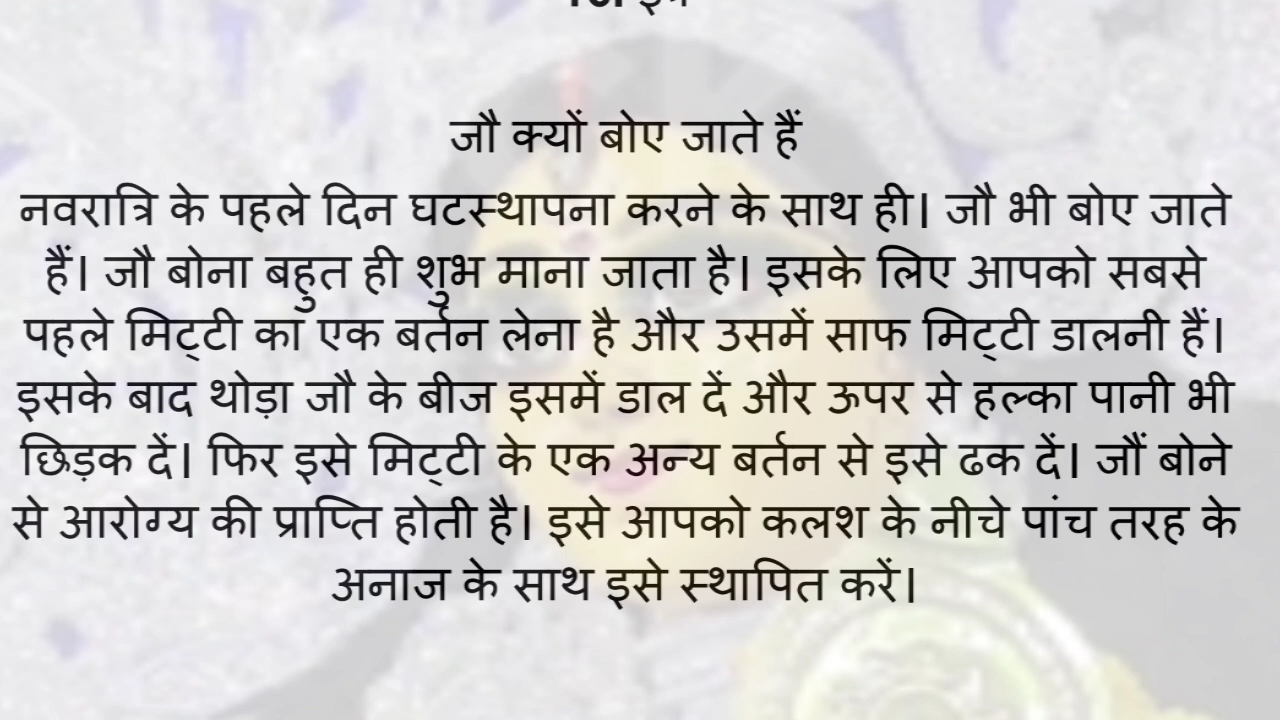 जौ क्यों बोए जाते हैं
नवरात्रि के पहले दिन घटस्थापना करने के साथ ही। जौ भी बोए जाते
हैं। जौ बोना बहुत ही शुभ माना जाता है। इसके लिए आपको सबसे
पहले मिट्टी का एक बर्तन लेना है और उसमें साफ मिट्टी डालनी हैं।
इसके बाद थोड़ा जौ के बीज इसमें डाल दें और ऊपर से हल्का पानी भी
छिड़क दें। फिर इसे मिट्टी के एक अन्य बर्तन से इसे ढक दें। जौं बोने
से आरोग्य की प्राप्ति होती है। इसे आपको कलश के नीचे पांच तरह के
अनाज के साथ इसे स्थापित करें।